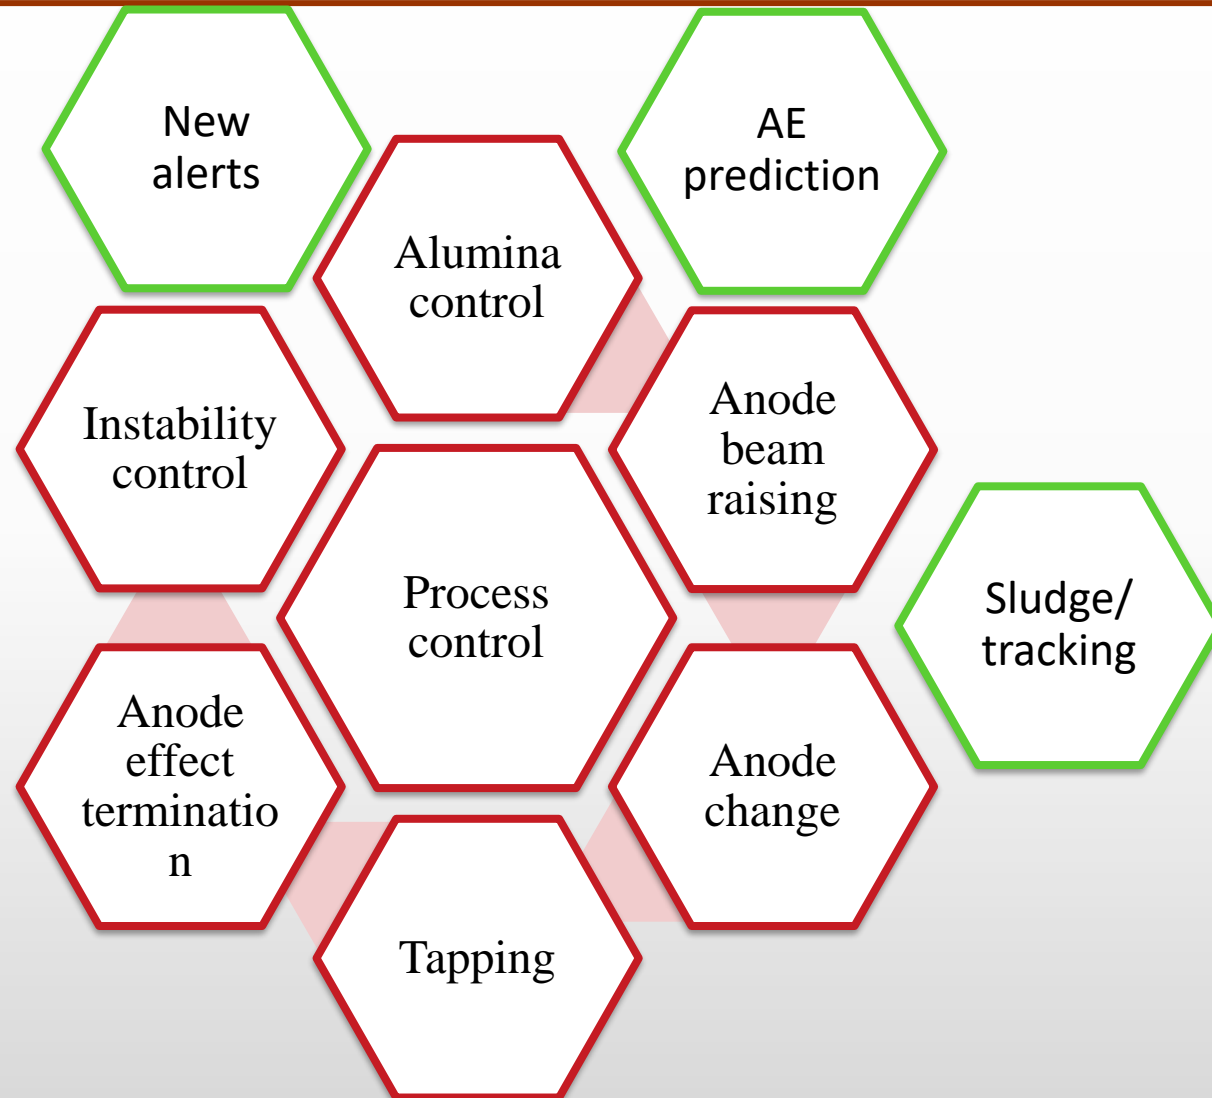 New
alerts
AE
prediction
Alumina
control
Instability
control
Anode
beam
raising
Process
control
Sludge/
tracking
Anode
effect
terminatio
n
Anode
change
Tapping